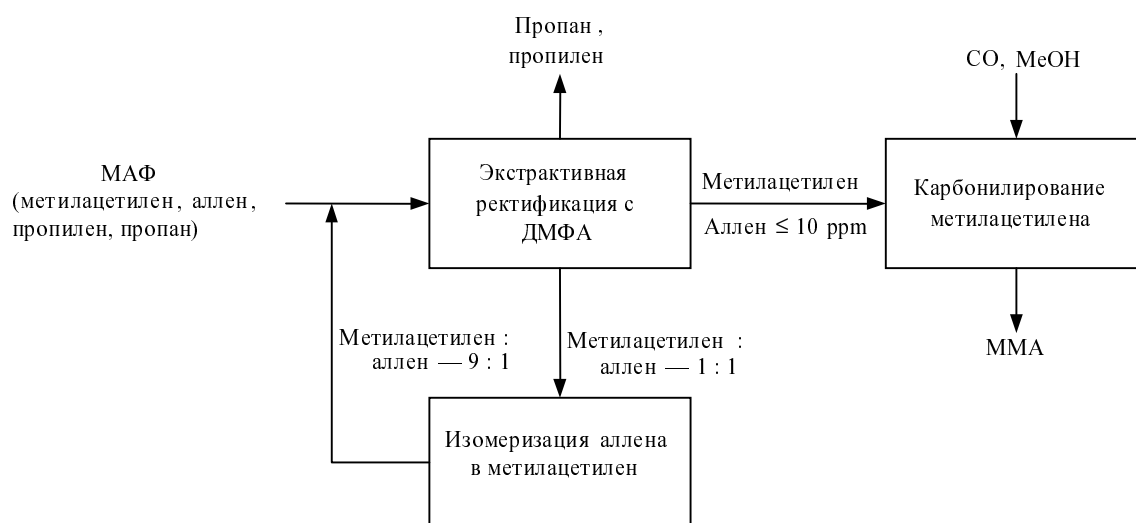 Пропан,
пропилен
CO, MeOH
МАФ
(метилацетилен, аллен,
пропилен, пропан)
Экстрактивная
ректификация с
ДМФА
Метилацетилен
Аллен ≤ 10 ppm
Карбонилирование
метилацетилена
Метилацетилен :
аллен — 9 : 1
Метилацетилен :
аллен — 1 : 1
ММА
Изомеризация аллена
в метилацетилен